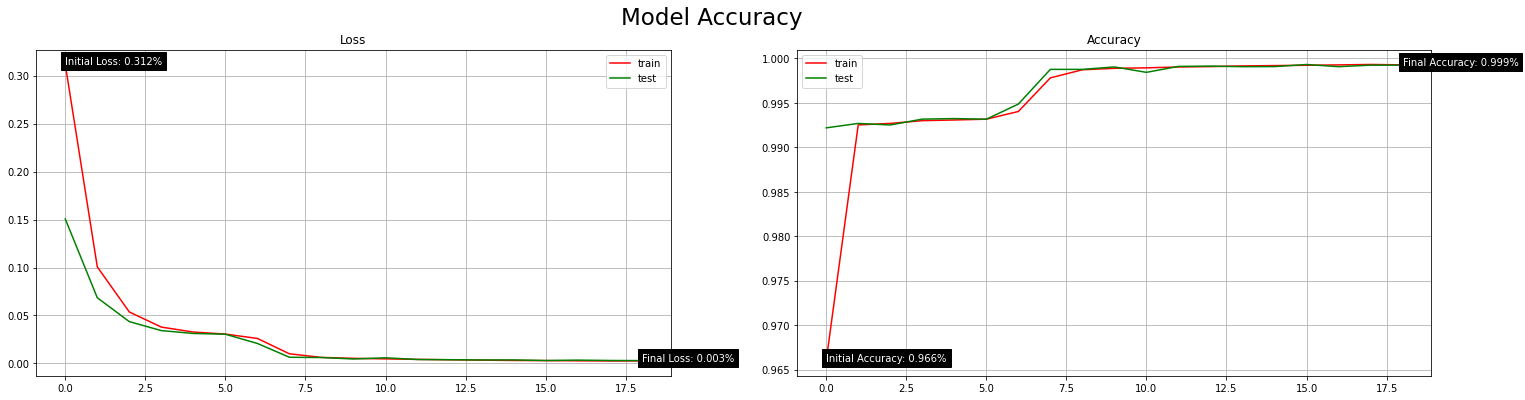 Model Accuracy
Loss
Initial Loss: 0.312%
train
test
0.30
0.25
0.20
0.15
0.10
0.05
0.00
Final Loss: 0.003%
0.0
2.5
5.0
7.5
10.0
12.5
15.0
17.5
Accuracy
train
test
Final Accuracy: 0.999%
1.000
0.995
0.990
0.985
0.980
0.975
0.970
0.965
Initial Accuracy: 0.966%
0.0
2.5
5.0
7.5
10.0
12.5
15.0
17.5